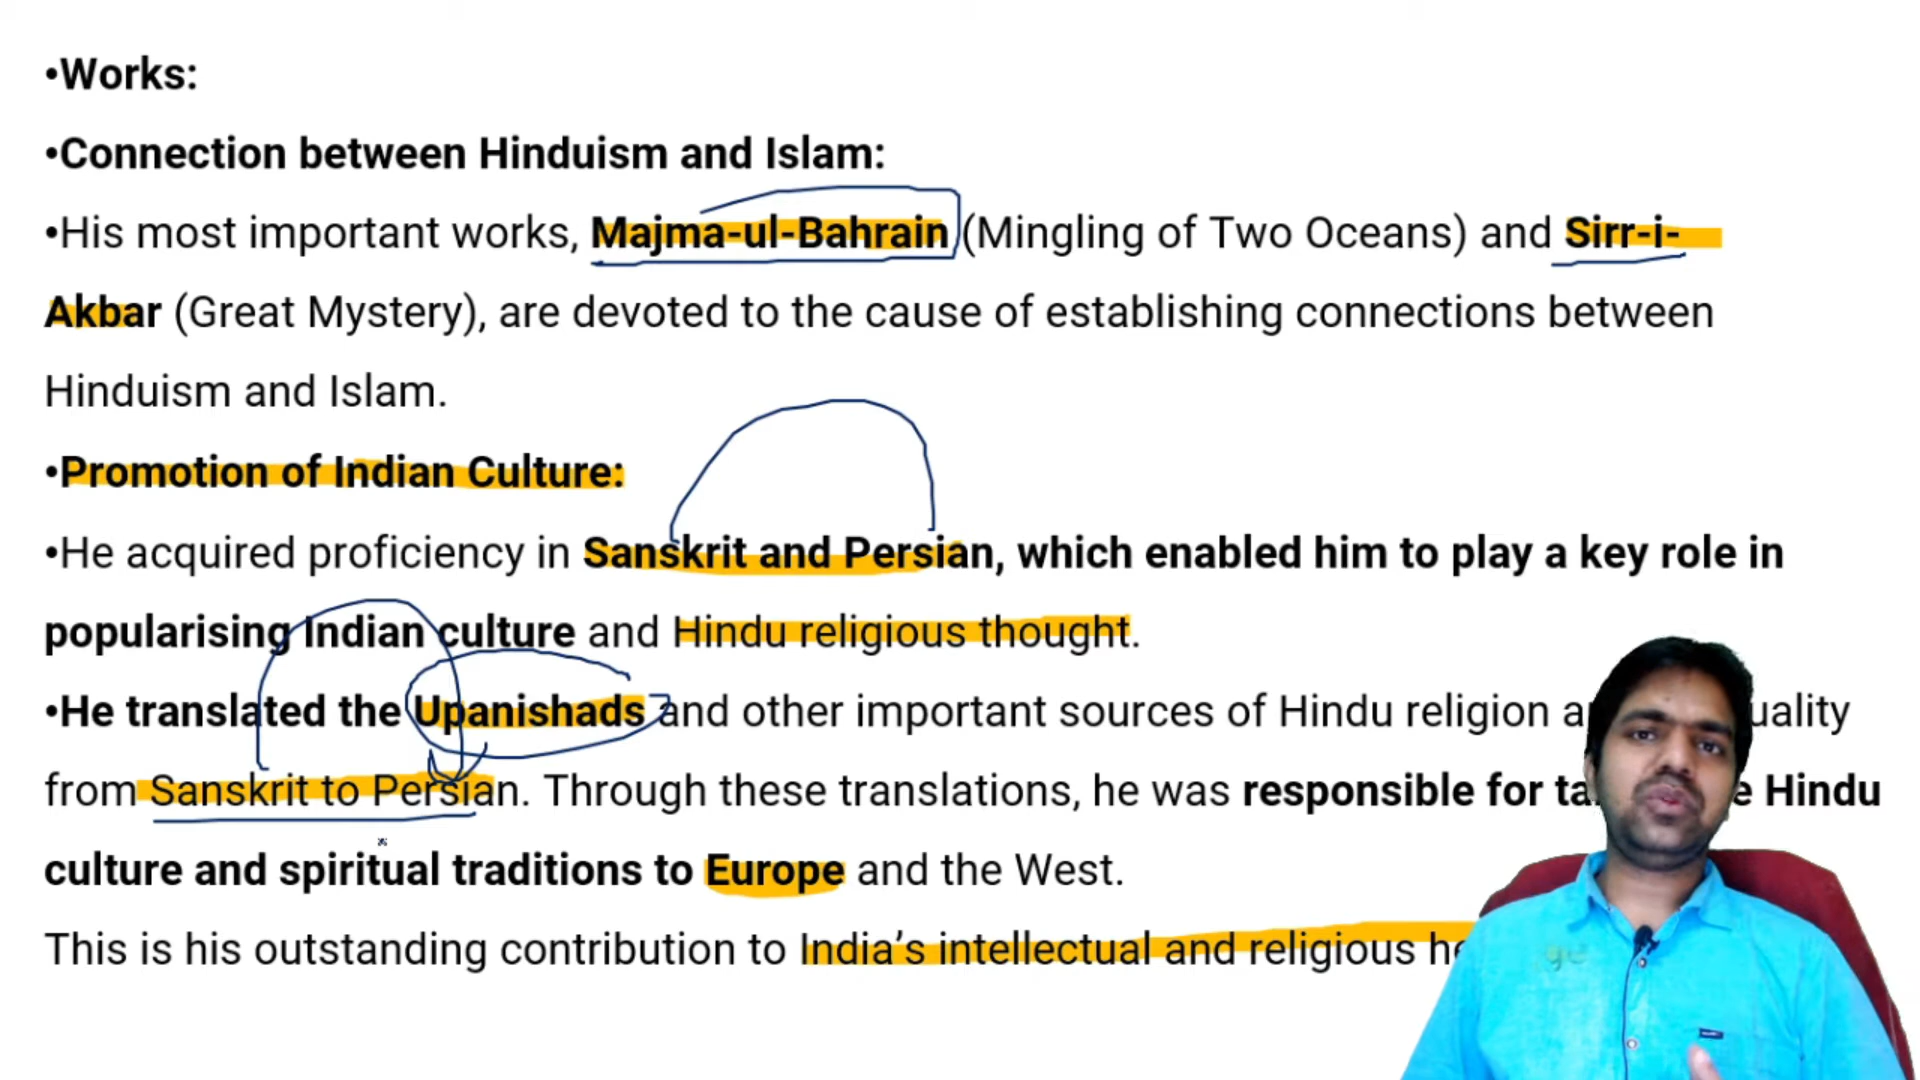 •Works:
•Connection between Hinduism and Islam:
•His most important works, Majma-ul-Bahrain (Mingling of Two Oceans) and Sirr-i-
Akbar (Great Mystery), are devoted to the cause of establishing connections between
Hinduism and Islam.
•Promotion of Indian Culture:
•He acquired proficiency in Sanskrit and Persian, which enabled him to play a key role in
popularising Indian culture and Hindu religious thought.
•He translated the Upanishads and other important sources of Hindu religion
from Sanskrit to Persian. Through these translations, he was responsible for Hindu
culture and spiritual traditions to Europe and the West.
This is his outstanding contribution to India’s intellectual and religious